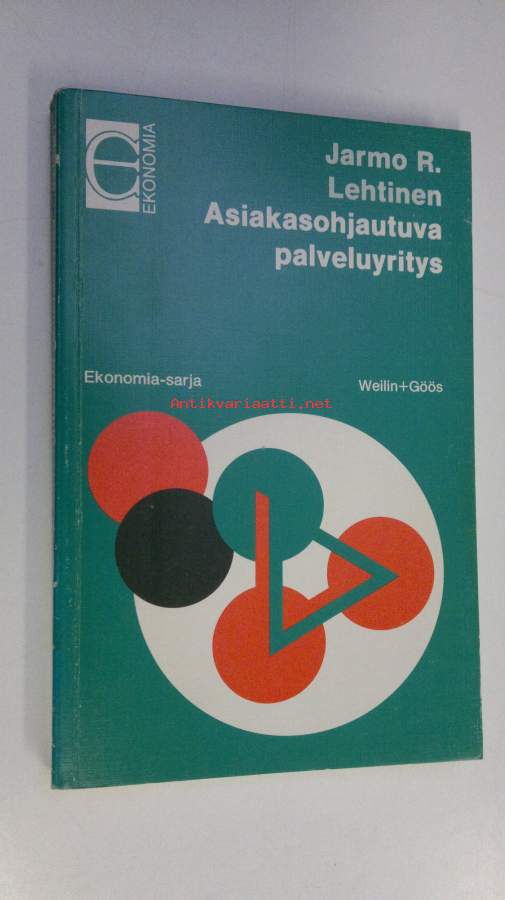 EKONOMIA
Jarmo R.
Lehtinen
Asiakasohjautuva
palveluyritys
Ekonomia-sarja
Weilin+Göös
Antikvariaatti.net